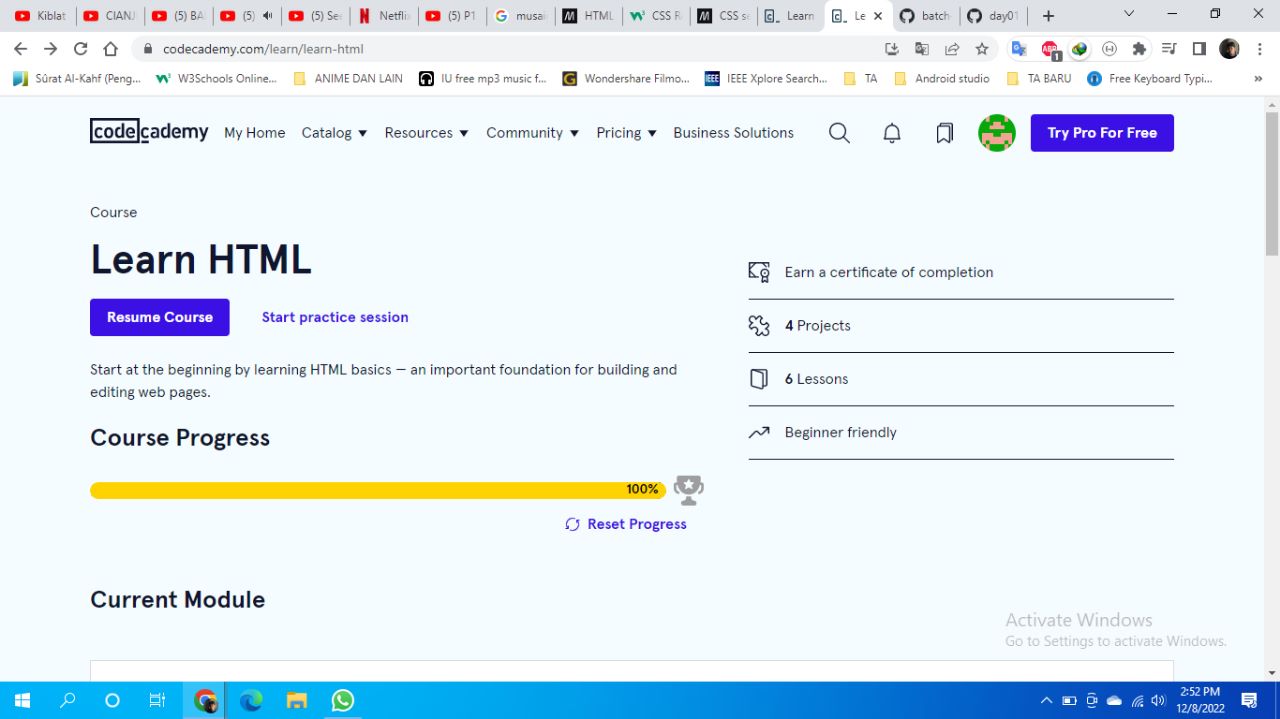 Kiblat
CIANJ
(5) BA
(5)
(5) Se
Netflix
(5) PT
musa
HTML
CSS R
CSS se
Learn
Le
batch
day01
codecademy.com/learn/learn-html
ABP
1
Sûrat Al-Kahf (Peng...
W3Schools Online...
ANIME DAN LAIN
IU free mp3 music f...
Wondershare Filmo...
IEEE
IEEE Xplore Search...
TA
Android studio
TA BARU
Free Keyboard Typi...
»
codecademy
My Home
Catalog
Resources
Community
Pricing
Business Solutions
Try Pro For Free
Course
Learn HTML
Resume Course
Start practice session
Start at the beginning by learning HTML basics — an important foundation for building and
editing web pages.
Course Progress
100%
Reset Progress
Earn a certificate of completion
4 Projects
6 Lessons
Beginner friendly
Current Module
Activate Windows
Go to Settings to activate Windows.
2:52 PM
12/8/2022